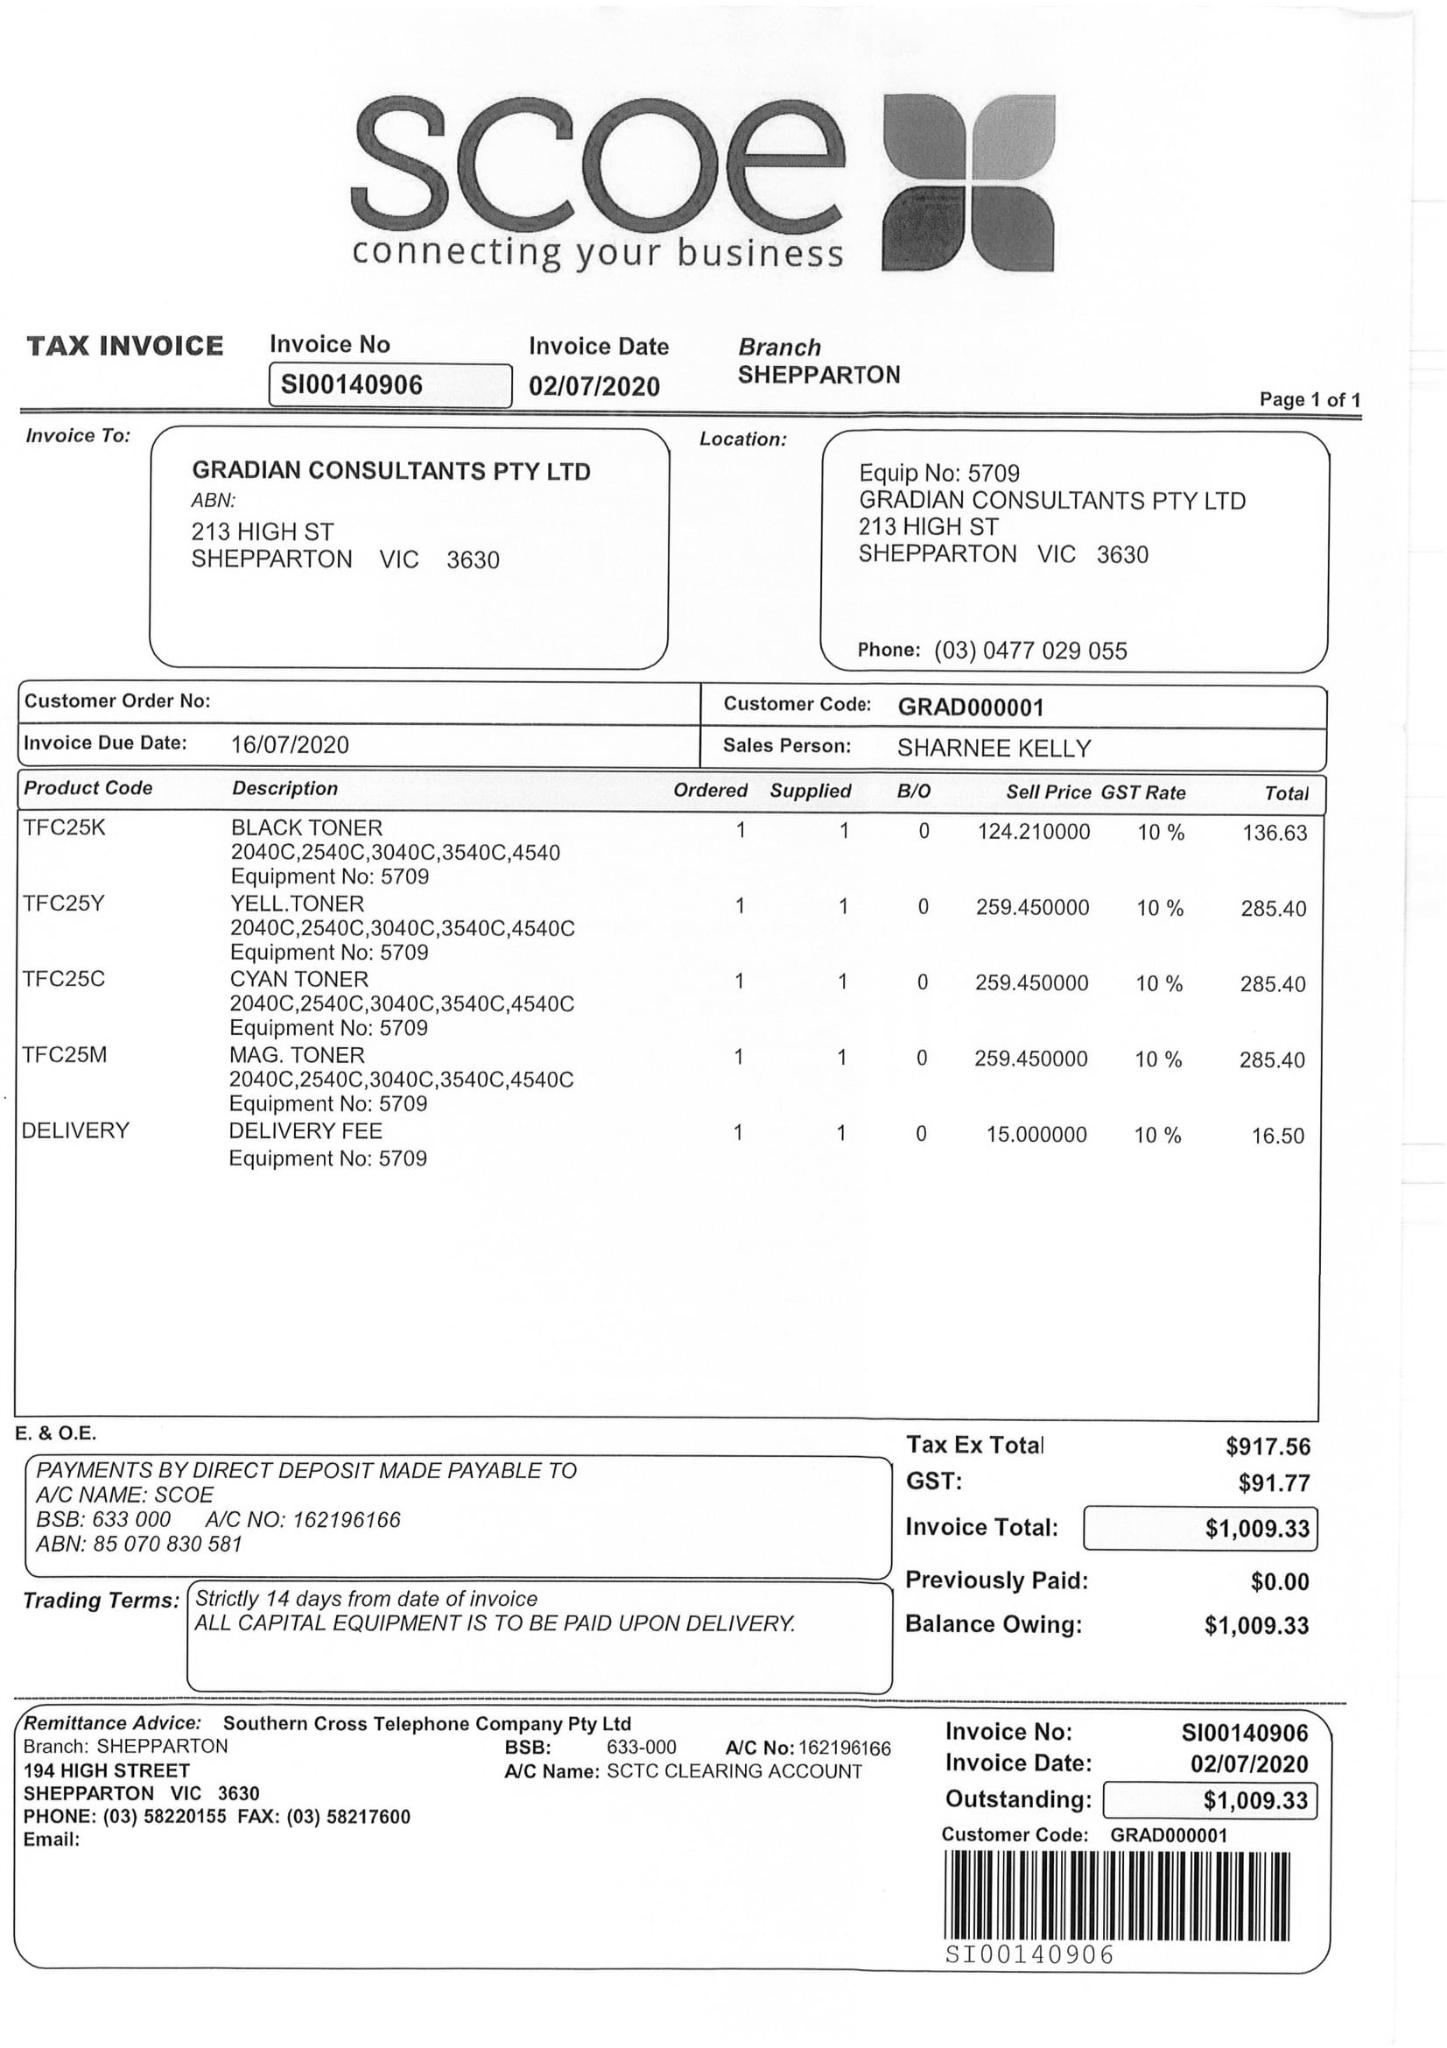 scoe
connecting your business
TAX INVOICE Invoice No Invoice Date Branch
SI00140906 02/07/2020 SHEPPARTON
Page 1 of 1
Invoice To: Location:
GRADIAN CONSULTANTS PTY LTD
ABN:
213 HIGH ST
SHEPPARTON VIC 3630
Equip No: 5709
GRADIAN CONSULTANTS PTY LTD
213 HIGH ST
SHEPPARTON VIC 3630
Phone: (03) 0477 029 055
Customer Order No: Customer Code: GRAD000001
Invoice Due Date: 16/07/2020 Sales Person: SHARNEE KELLY
Product Code Description Ordered Supplied B/O Sell Price GST Rate Total
TFC25K BLACK TONER 1 1 0 124.210000 10 % 136.63
2040C,2540C,3040C,3540C,4540
Equipment No: 5709
TFC25Y YELL.TONER 1 1 0 259.450000 10 % 285.40
2040C,2540C,3040C,3540C,4540C
Equipment No: 5709
TFC25C CYAN TONER 1 1 0 259.450000 10 % 285.40
2040C,2540C,3040C,3540C,4540C
Equipment No: 5709
TFC25M MAG. TONER 1 1 0 259.450000 10 % 285.40
2040C,2540C,3040C,3540C,4540C
Equipment No: 5709
DELIVERY DELIVERY FEE 1 1 0 15.000000 10 % 16.50
Equipment No: 5709
E. & O.E.
PAYMENTS BY DIRECT DEPOSIT MADE PAYABLE TO
A/C NAME: SCOE
BSB: 633 000 A/C NO: 162196166
ABN: 85 070 830 581
Trading Terms: Strictly 14 days from date of invoice
ALL CAPITAL EQUIPMENT IS TO BE PAID UPON DELIVERY.
Tax Ex Total $917.56
GST: $91.77
Invoice Total: $1,009.33
Previously Paid: $0.00
Balance Owing: $1,009.33
Remittance Advice: Southern Cross Telephone Company Pty Ltd
Branch: SHEPPARTON BSB: 633-000 A/C No: 162196166
194 HIGH STREET A/C Name: SCTC CLEARING ACCOUNT
SHEPPARTON VIC 3630
PHONE: (03) 58220155 FAX: (03) 58217600
Email:
Invoice No: SI00140906
Invoice Date: 02/07/2020
Outstanding: $1,009.33
Customer Code: GRAD000001
SI00140906